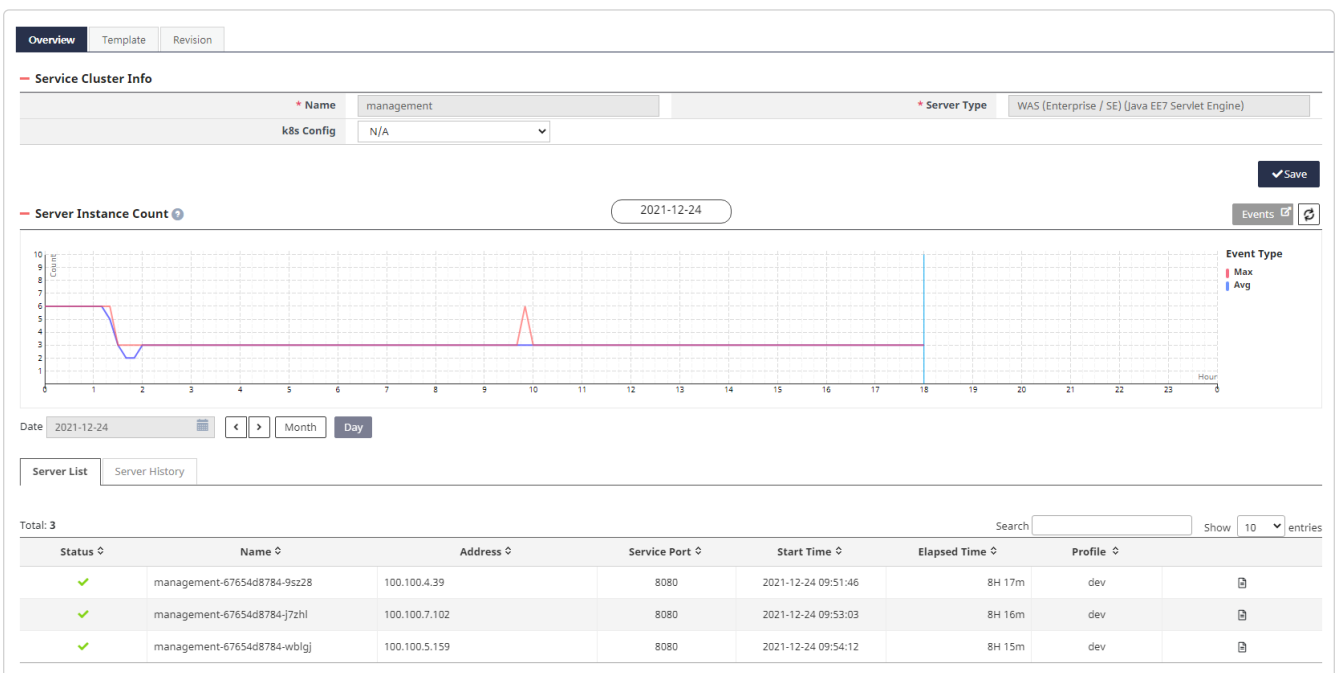 Overview Template Revision
Service Cluster Info
* Name management * Server Type WAS (Enterprise / SE) (Java EE7 Servlet Engine)
k8s Config N/A
Save
Server Instance Count ? 2021-12-24 Events
Count
10
9
8
7
6
5
4
3
2
1
Hour
0 1 2 3 4 5 6 7 8 9 10 11 12 13 14 15 16 17 18 19 20 21 22 23 0
Event Type
Max
Avg
Date 2021-12-24 < > Month Day
Server List Server History
Total: 3 Search Show 10 entries
Status Name Address Service Port Start Time Elapsed Time Profile
management-67654d8784-9sz28 100.100.4.39 8080 2021-12-24 09:51:46 8H 17m dev
management-67654d8784-j7zhl 100.100.7.102 8080 2021-12-24 09:53:03 8H 16m dev
management-67654d8784-wblgj 100.100.5.159 8080 2021-12-24 09:54:12 8H 15m dev